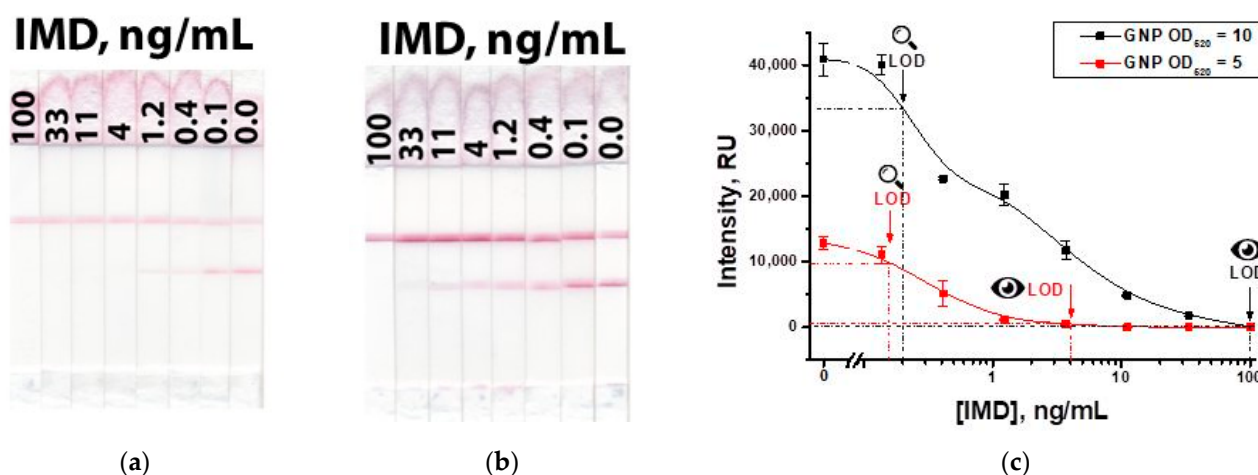 IMD, ng/mL
100
33
11
4
1.2
0.4
0.1
0.0
(a)
IMD, ng/mL
100
33
11
4
1.2
0.4
0.1
0.0
(b)
GNP OD₅₂₀ = 10
GNP OD₅₂₀ = 5
Intensity, RU
40,000
30,000
20,000
10,000
0
LOD
LOD
LOD
LOD
0
1
10
100
[IMD], ng/mL
(c)